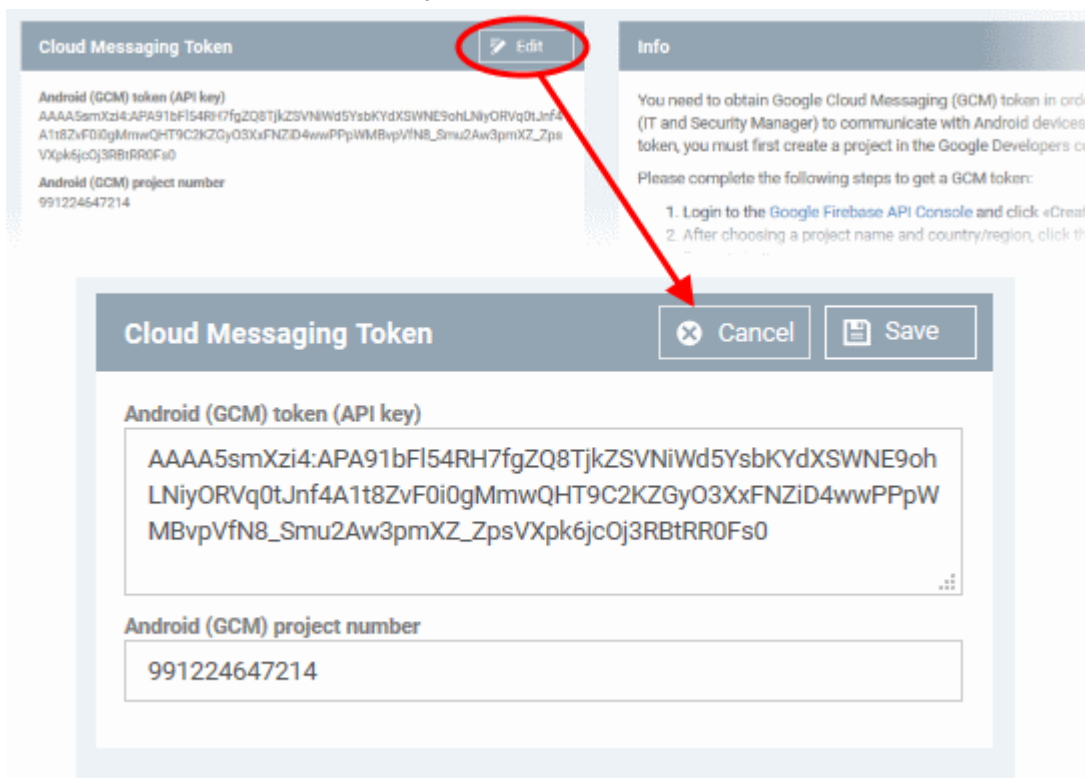 Cloud Messaging Token
Edit
Android (GCM) token (API key)
AAAA5smXzi4:APA91bFl54RH7fgZQ8TjkZSVNiWd5YsbKYdXSWNE9ohLNiyORVq0tJnf4
A1t8ZvF0i0gMmwQHT9C2KZGyO3XxFNZiD4wwPPpWMBvpVfN8_Smu2Aw3pmXZ_Zps
VXpk6jcOj3RBtRR0Fs0
Android (GCM) project number
991224647214
Info
You need to obtain Google Cloud Messaging (GCM) token in
(IT and Security Manager) to communicate with Android devices
token, you must first create a project in the Google Developers
Please complete the following steps to get a GCM token:
1. Login to the Google Firebase API Console and click
2. After choosing a project name and country/region, click
Cloud Messaging Token
Cancel
Save
Android (GCM) token (API key)
AAAA5smXzi4:APA91bFl54RH7fgZQ8TjkZSVNiWd5YsbKYdXSWNE9oh
LNiyORVq0tJnf4A1t8ZvF0i0gMmwQHT9C2KZGyO3XxFNZiD4wwPPpW
MBvpVfN8_Smu2Aw3pmXZ_ZpsVXpk6jcOj3RBtRR0Fs0
Android (GCM) project number
991224647214